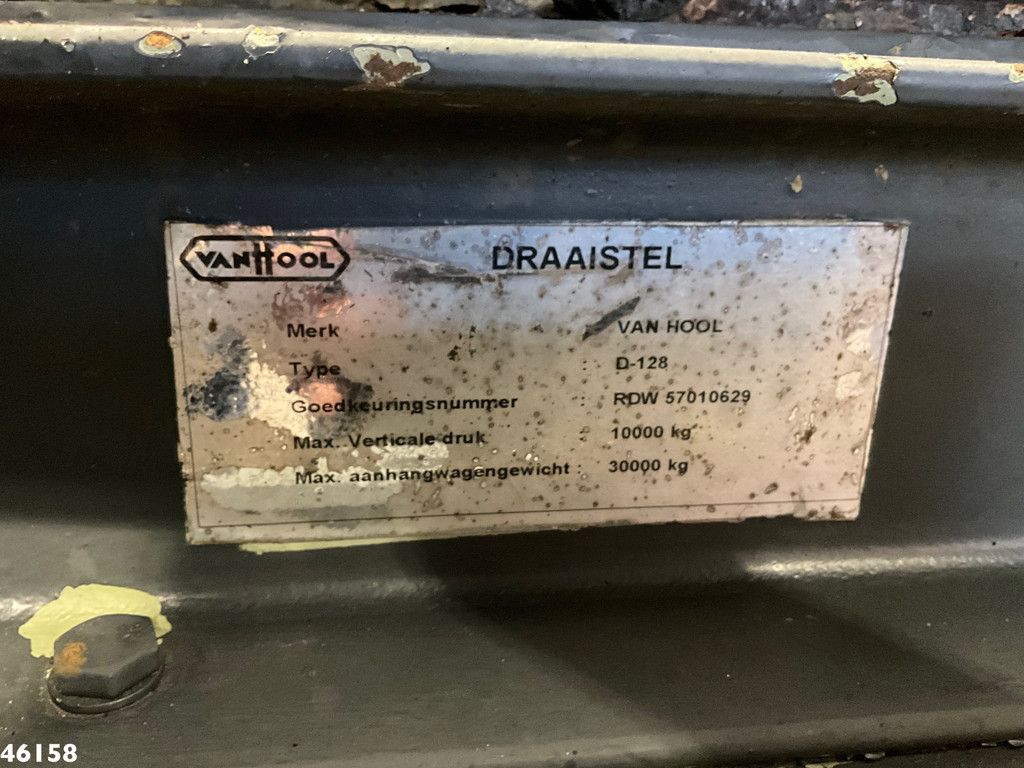 VANHOOL DRAAISTEL
Merk : VAN HOOL
Type : D-128
Goedkeuringsnummer : RDW 57010629
Max. Verticale druk : 10000 kg
Max. aanhangwagengewicht : 30000 kg
46158